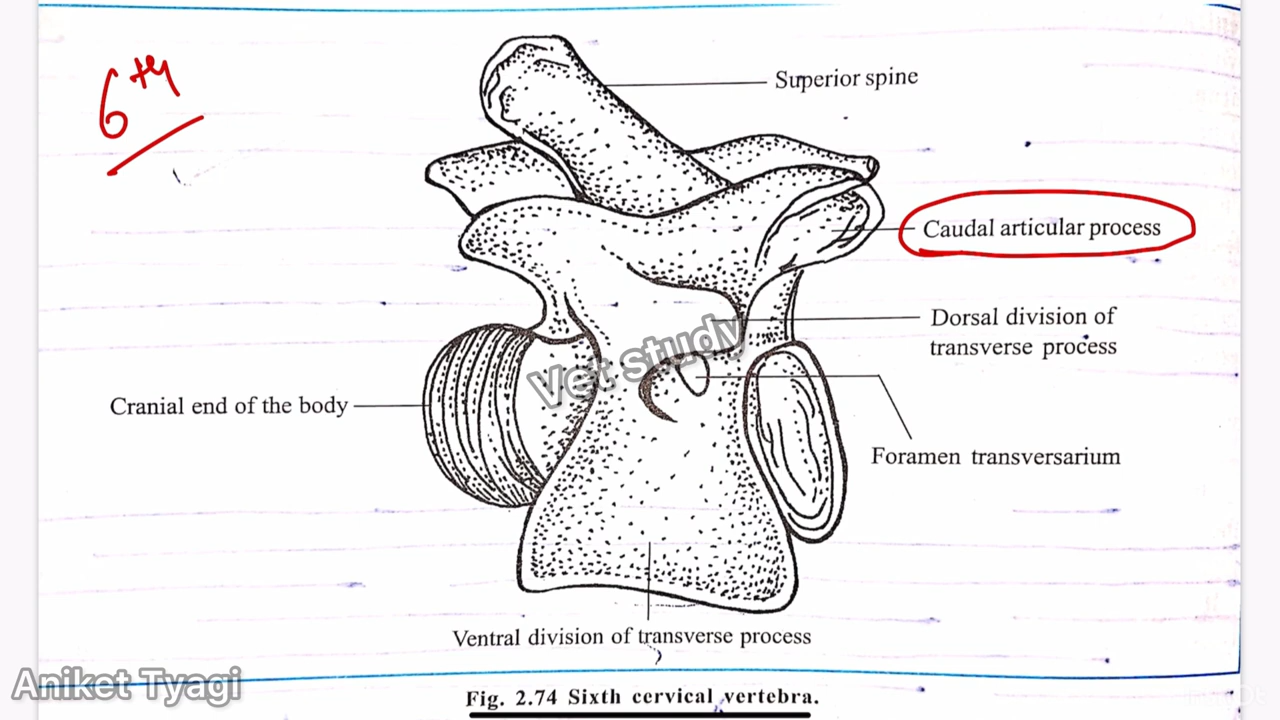 6th
Superior spine
Caudal articular process
Dorsal division of
transverse process
Vet study
Cranial end of the body
Foramen transversarium
Ventral division of transverse process
Aniket Tyagi
Fig. 2.74 Sixth cervical vertebra.